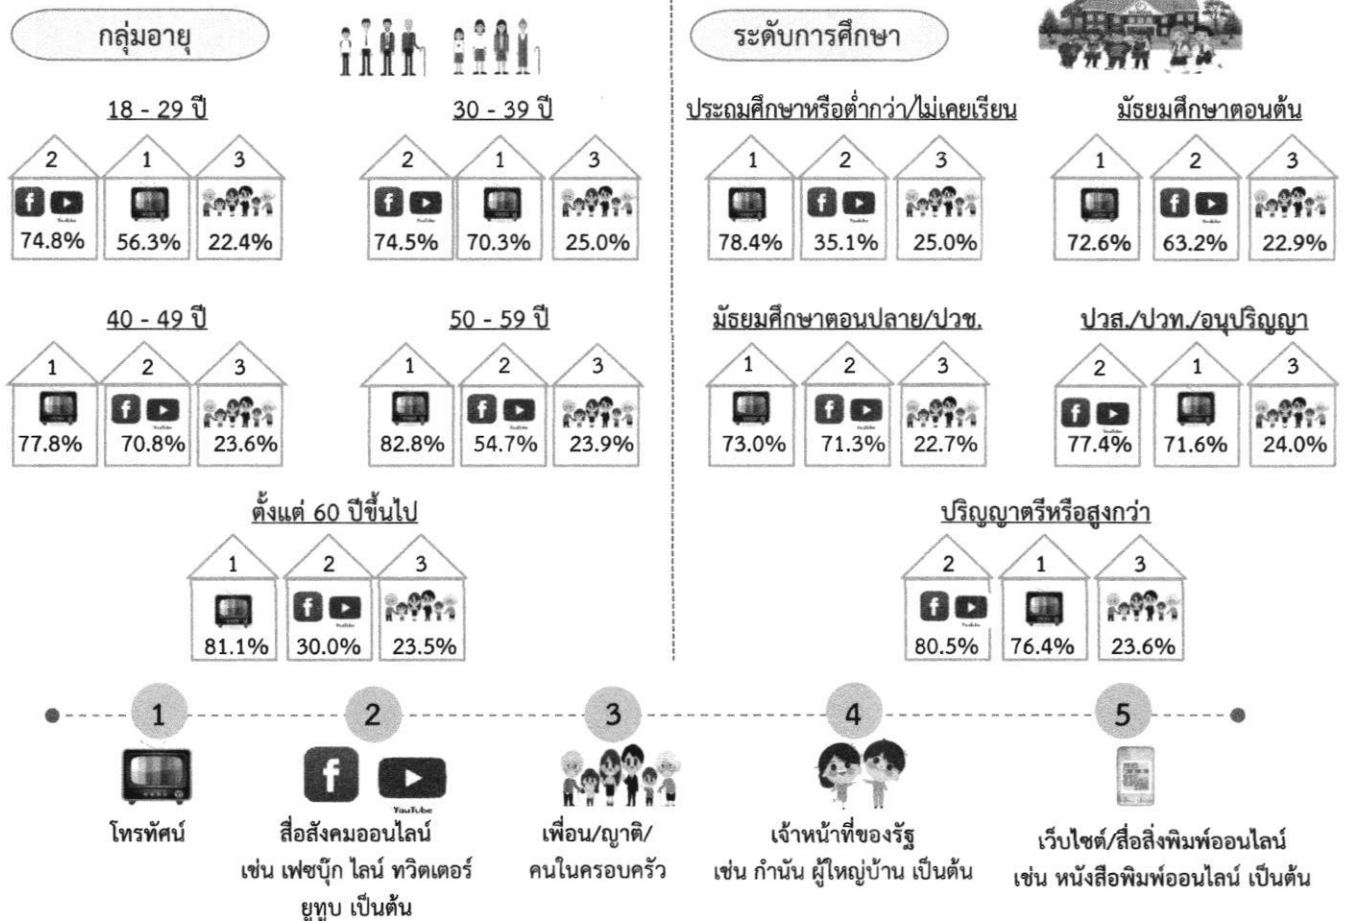 กลุ่มอายุ
18 - 29 ปี
2 1 3
74.8% 56.3% 22.4%
30 - 39 ปี
2 1 3
74.5% 70.3% 25.0%
40 - 49 ปี
1 2 3
77.8% 70.8% 23.6%
50 - 59 ปี
1 2 3
82.8% 54.7% 23.9%
ตั้งแต่ 60 ปีขึ้นไป
1 2 3
81.1% 30.0% 23.5%
ระดับการศึกษา
ประถมศึกษาหรือต่ำกว่า/ไม่เคยเรียน
1 2 3
78.4% 35.1% 25.0%
มัธยมศึกษาตอนต้น
1 2 3
72.6% 63.2% 22.9%
มัธยมศึกษาตอนปลาย/ปวช.
1 2 3
73.0% 71.3% 22.7%
ปวส./ปวท./อนุปริญญา
2 1 3
77.4% 71.6% 24.0%
ปริญญาตรีหรือสูงกว่า
2 1 3
80.5% 76.4% 23.6%
1
โทรทัศน์
2
YouTube
สื่อสังคมออนไลน์
เช่น เฟซบุ๊ก ไลน์ ทวิตเตอร์
ยูทูบ เป็นต้น
3
เพื่อน/ญาติ/
คนในครอบครัว
4
เจ้าหน้าที่ของรัฐ
เช่น กำนัน ผู้ใหญ่บ้าน เป็นต้น
5
เว็บไซต์/สื่อสิ่งพิมพ์ออนไลน์
เช่น หนังสือพิมพ์ออนไลน์ เป็นต้น